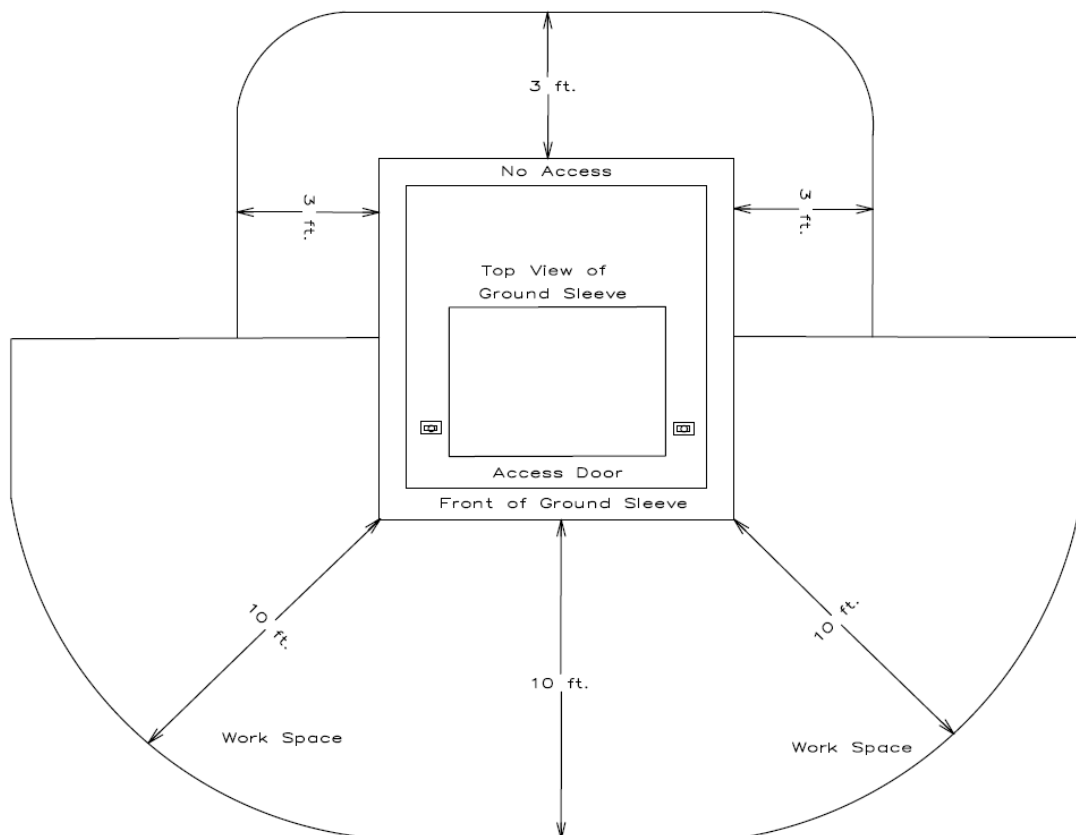 3 ft.
No Access
3 ft.
3 ft.
Top View of
Ground Sleeve
Access Door
Front of Ground Sleeve
10 ft.
10 ft.
10 ft.
Work Space
Work Space